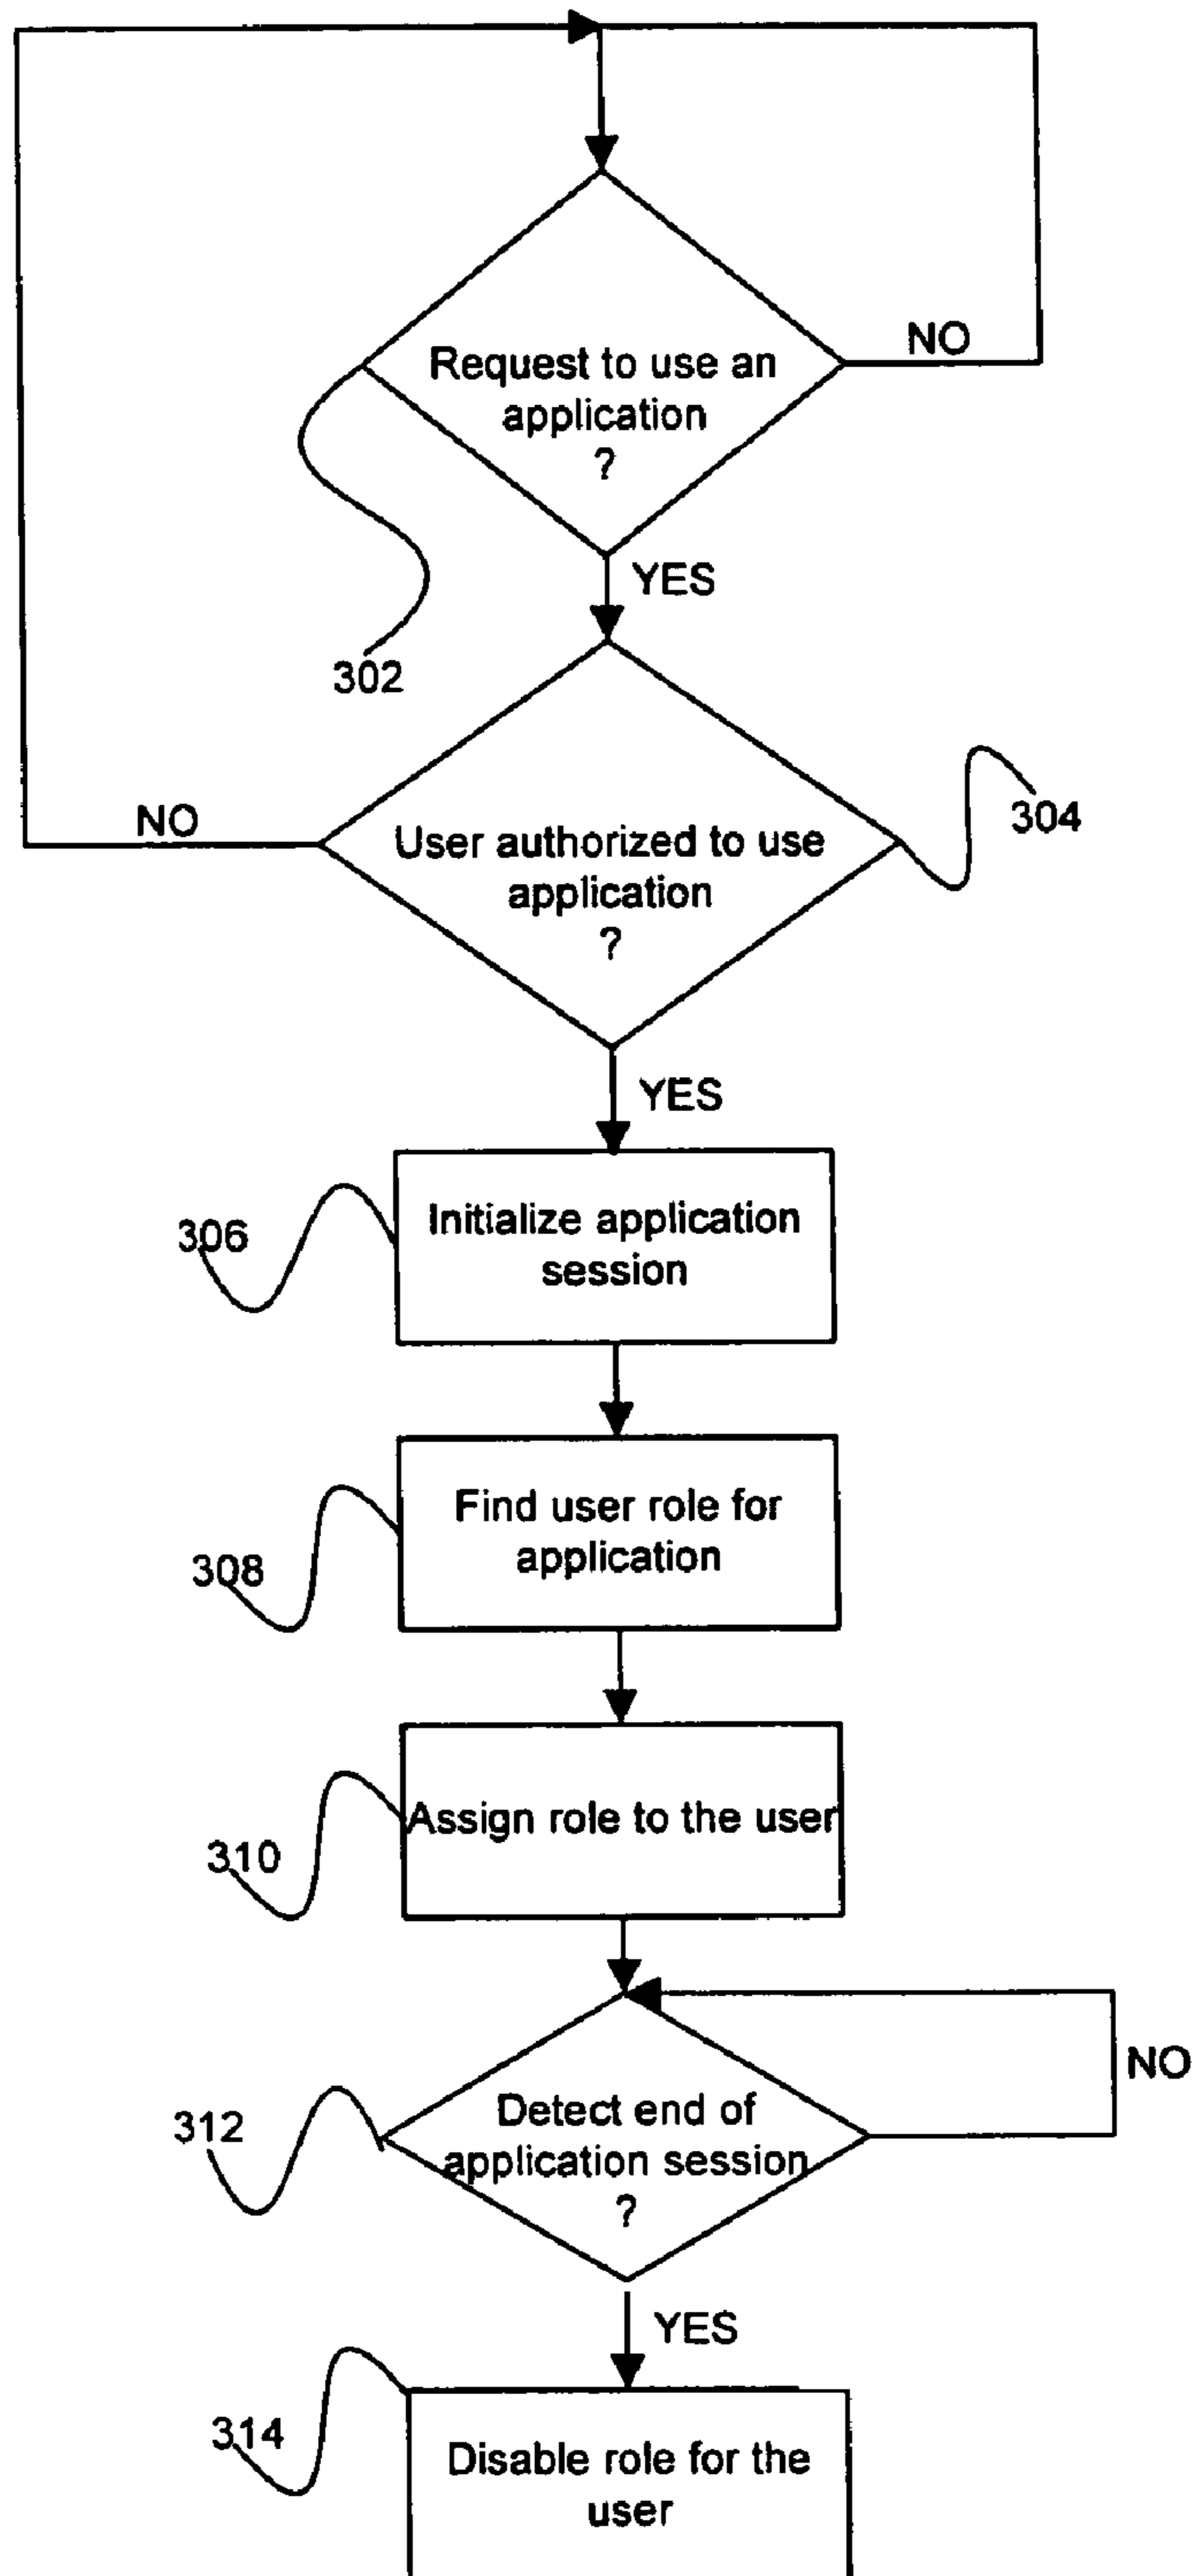 Request to use an
application
?
NO
YES
302
User authorized to use
application
?
NO
304
YES
306
Initialize application
session
308
Find user role for
application
310
Assign role to the user
312
Detect end of
application session
?
NO
YES
314
Disable role for the
user